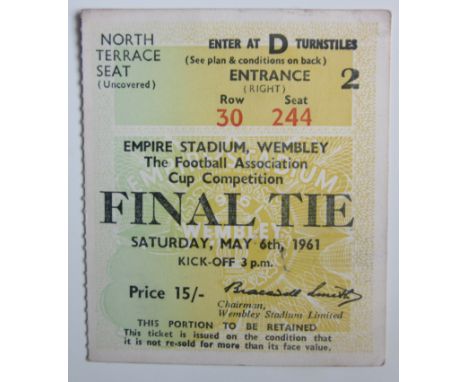 NORTH
TERRACE
SEAT
(Uncovered)
ENTER AT D TURNSTILES
(See plan & conditions on back)
ENTRANCE 2
(RIGHT)
Row Seat
30 244
EMPIRE STADIUM, WEMBLEY
The Football Association
Cup Competition
FINAL TIE
SATURDAY, MAY 6th, 1961
KICK-OFF 3 p.m.
Price 15/-
Bracewell Smith
Chairman,
Wembley Stadium Limited
THIS PORTION TO BE RETAINED
This ticket is issued on the condition that
it is not re-sold for more than its face value.